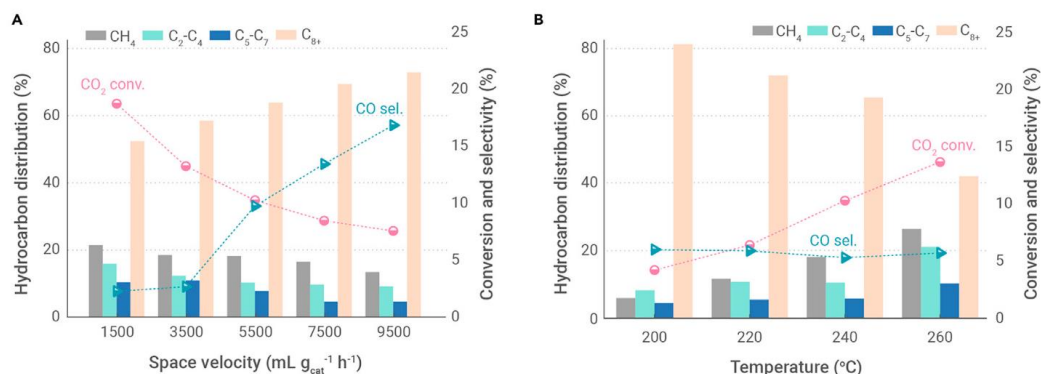 A
CH₄ C₂-C₄ C₅-C₇ C₈₊
Hydrocarbon distribution (%)
80
60
40
20
0
CO₂ conv.
CO sel.
25
20
15
10
5
0
Conversion and selectivity (%)
1500 3500 5500 7500 9500
Space velocity (mL g_cat⁻¹ h⁻¹)
B
CH₄ C₂-C₄ C₅-C₇ C₈₊
Hydrocarbon distribution (%)
80
60
40
20
0
CO₂ conv.
CO sel.
25
20
15
10
5
0
Conversion and selectivity (%)
200 220 240 260
Temperature (ºC)